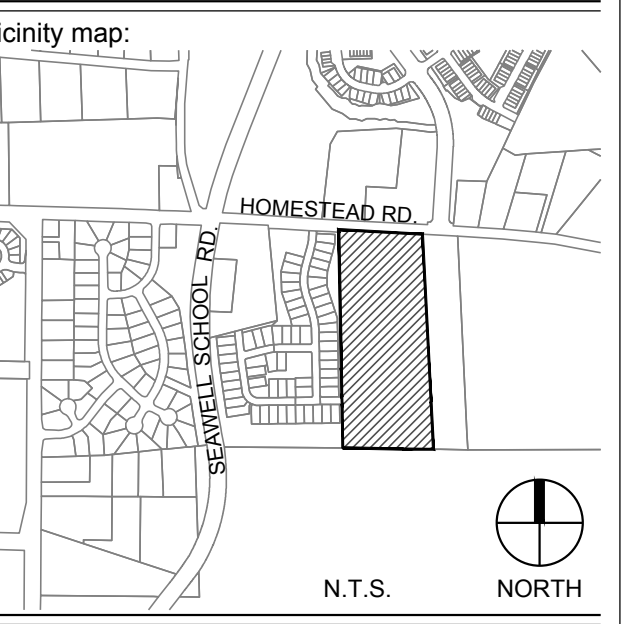 icinity map:
HOMESTEAD RD.
SEAWELL SCHOOL RD.
N.T.S.
NORTH